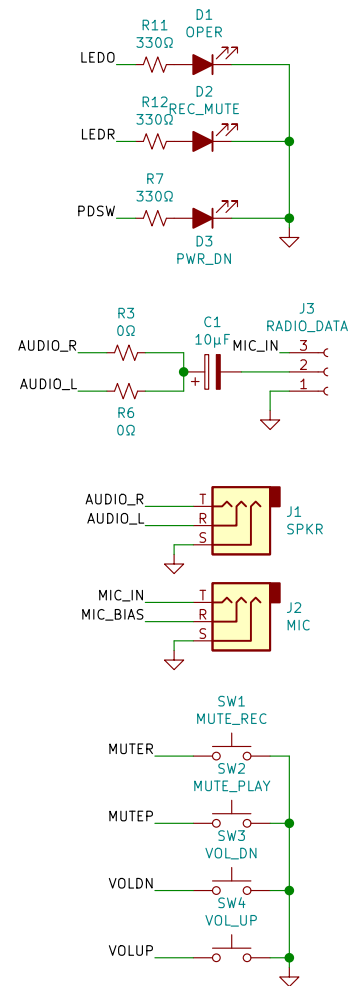 D1
OPER
R11
330Ω
LEDO
D2
REC_MUTE
R12
330Ω
LEDR
R7
330Ω
PDSW
D3
PWR_DN
R3
0Ω
C1
10μF
J3
RADIO_DATA
AUDIO_R
MIC_IN
3
2
AUDIO_L
+
1
R6
0Ω
AUDIO_R
T
AUDIO_L
R
S
J1
SPKR
MIC_IN
T
MIC_BIAS
R
S
J2
MIC
SW1
MUTE_REC
MUTER
SW2
MUTE_PLAY
MUTEP
SW3
VOL_DN
VOLDN
SW4
VOL_UP
VOLUP